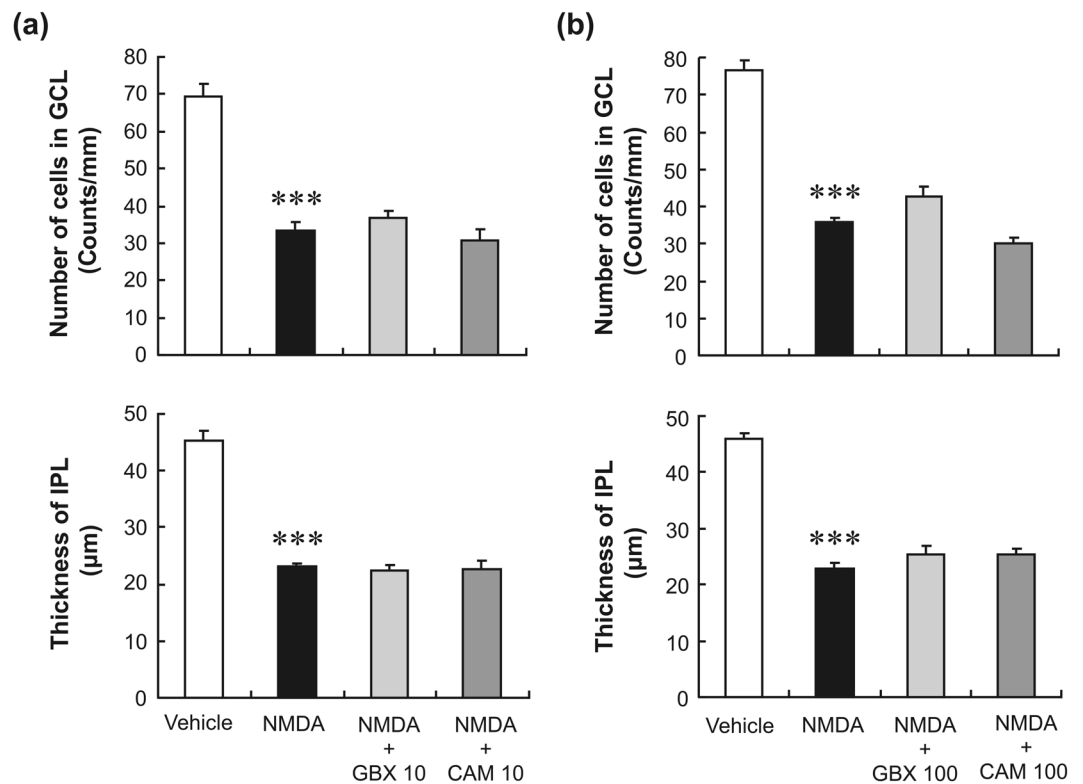 (a)
Number of cells in GCL
(Counts/mm)
80
70
60
50
40
30
20
10
0
***
Thickness of IPL
(µm)
50
40
30
20
10
0
***
Vehicle
NMDA
NMDA
+
GBX 10
NMDA
+
CAM 10
(b)
Number of cells in GCL
(Counts/mm)
80
70
60
50
40
30
20
10
0
***
Thickness of IPL
(µm)
50
40
30
20
10
0
***
Vehicle
NMDA
NMDA
+
GBX 100
NMDA
+
CAM 100